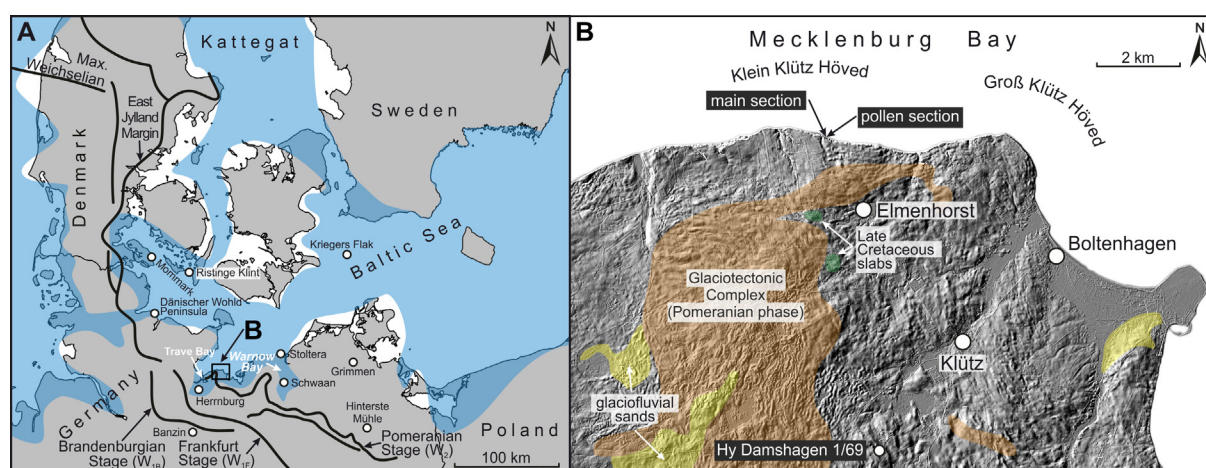 A
Kattegat
N
Max.
Weichselian
East
Jylland
Margin
Sweden
Denmark
Kriegers Flak
Baltic Sea
Mommark
Ristinge Klint
Dänischer Wohld
Peninsula
B
Trave Bay
Warnow
Bay
Stoltera
Grimmen
Schwaan
Herrnburg
Germany
Hinterste
Mühle
Banzin
Brandenburgian
Stage (W1B)
Frankfurt
Stage (W1F)
Pomeranian
Stage (W2)
Poland
100 km
B
Mecklenburg Bay
N
2 km
Klein Klütz Höved
Groß Klütz Höved
main section
pollen section
Elmenhorst
Late
Cretaceous
slabs
Boltenhagen
Glaciotectonic
Complex
(Pomeranian phase)
Klütz
glaciofluvial
sands
Hy Damshagen 1/69